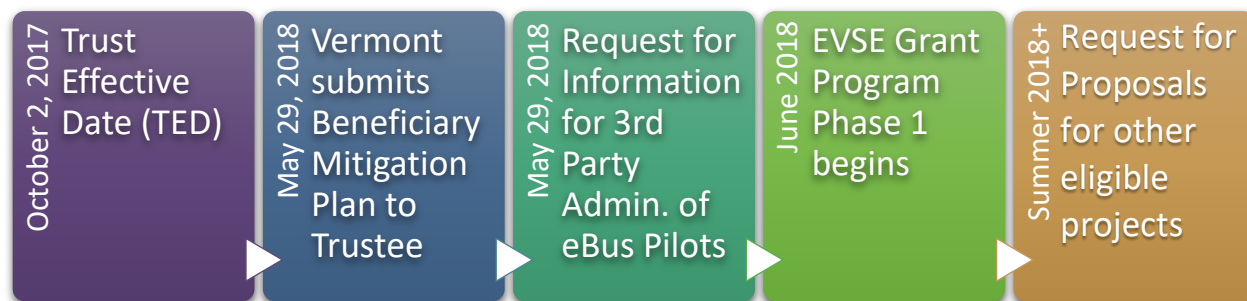 October 2, 2017
Trust
Effective
Date (TED)
May 29, 2018
Vermont
submits
Beneficiary
Mitigation
Plan to
Trustee
May 29, 2018
Request for
Information
for 3rd
Party
Admin. of
eBus Pilots
June 2018
EVSE Grant
Program
Phase 1
begins
Summer 2018+
Request for
Proposals
for other
eligible
projects